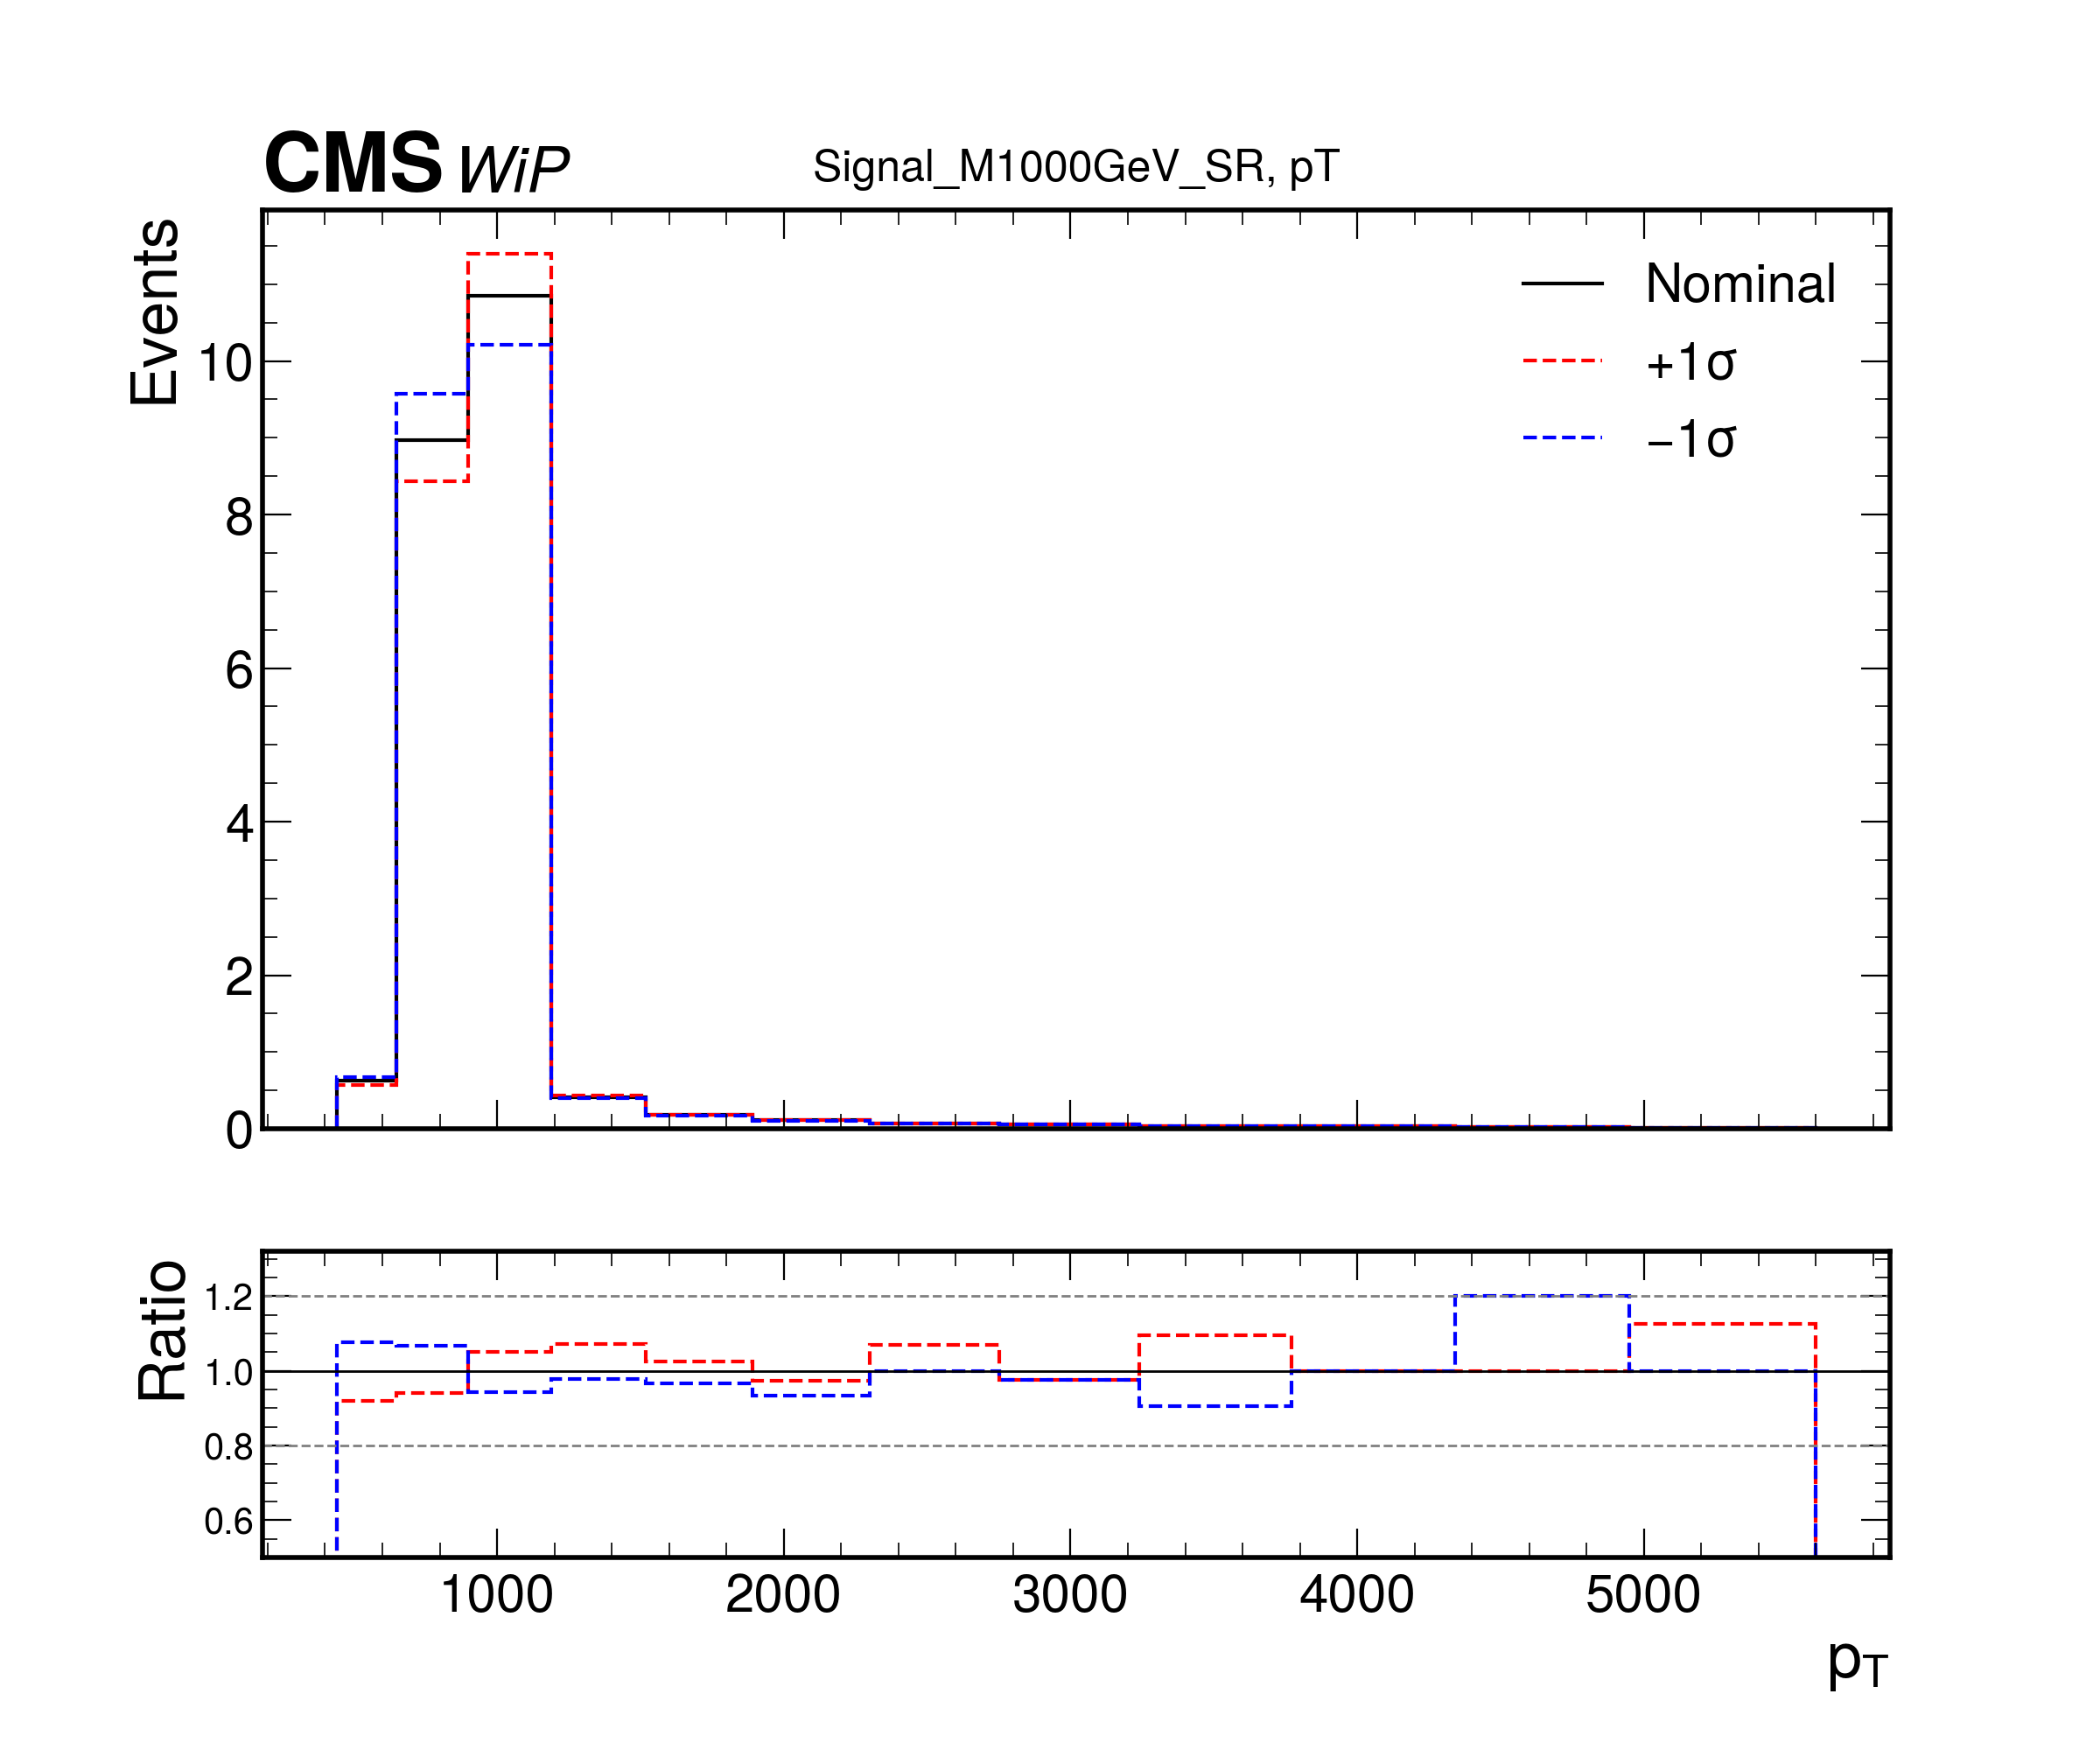 CMS WiP
Signal_M1000GeV_SR, pT
Events
10
8
6
4
2
0
Nominal
+1σ
−1σ
Ratio
1.2
1.0
0.8
0.6
1000 2000 3000 4000 5000
pT